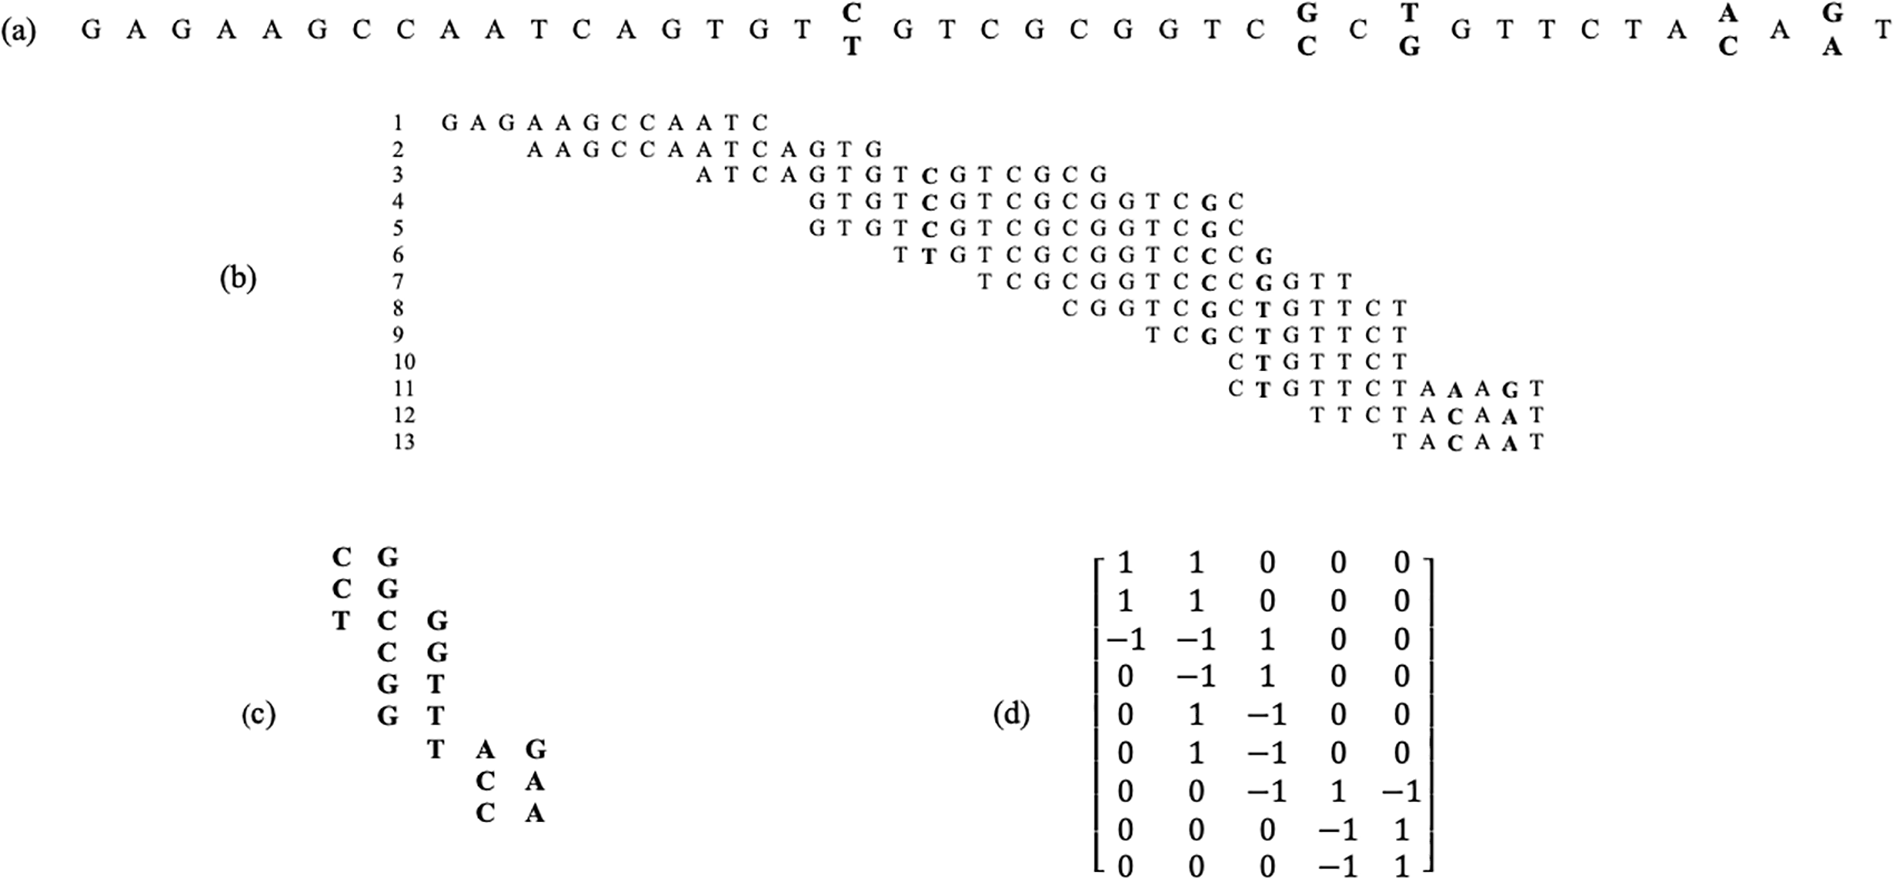 C G T A G
(a) G A G A A G C C A A T C A G T G T G T C G C G G T C C G T T C T A A T
T C G C A
1 G A G A A G C C A A T C
2 A A G C C A A T C A G T G
3 A T C A G T G T C G T C G C G
4 G T G T C G T C G C G G T C G C
5 G T G T C G T C G C G G T C G C
6 T T G T C G C G G T C C C G
(b)
7 T C G C G G T C C C G G T T
8 C G G T C G C T G T T C T
9 T C G C T G T T C T
10 C T G T T C T
11 C T G T T C T A A A G T
12 T T C T A C A A T
13 T A C A A T
(c)
C G
C G
T C G
C G
G T
G T
T A G
C A
C A
(d)
1 1 0 0 0
1 1 0 0 0
−1 −1 1 0 0
0 −1 1 0 0
0 1 −1 0 0
0 1 −1 0 0
0 0 −1 1 −1
0 0 0 −1 1
0 0 0 −1 1